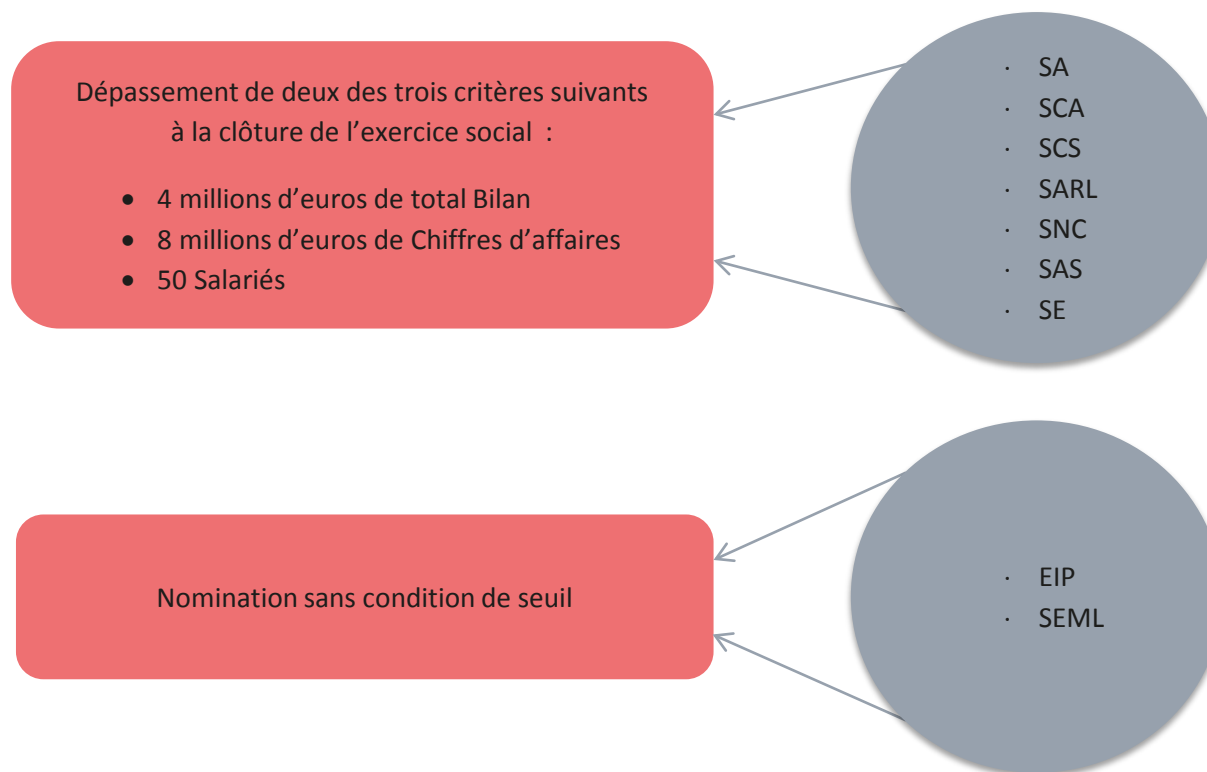 Dépassement de deux des trois critères suivants
à la clôture de l’exercice social :
• 4 millions d’euros de total Bilan
• 8 millions d’euros de Chiffres d’affaires
• 50 Salariés
· SA
· SCA
· SCS
· SARL
· SNC
· SAS
· SE
Nomination sans condition de seuil
· EIP
· SEML